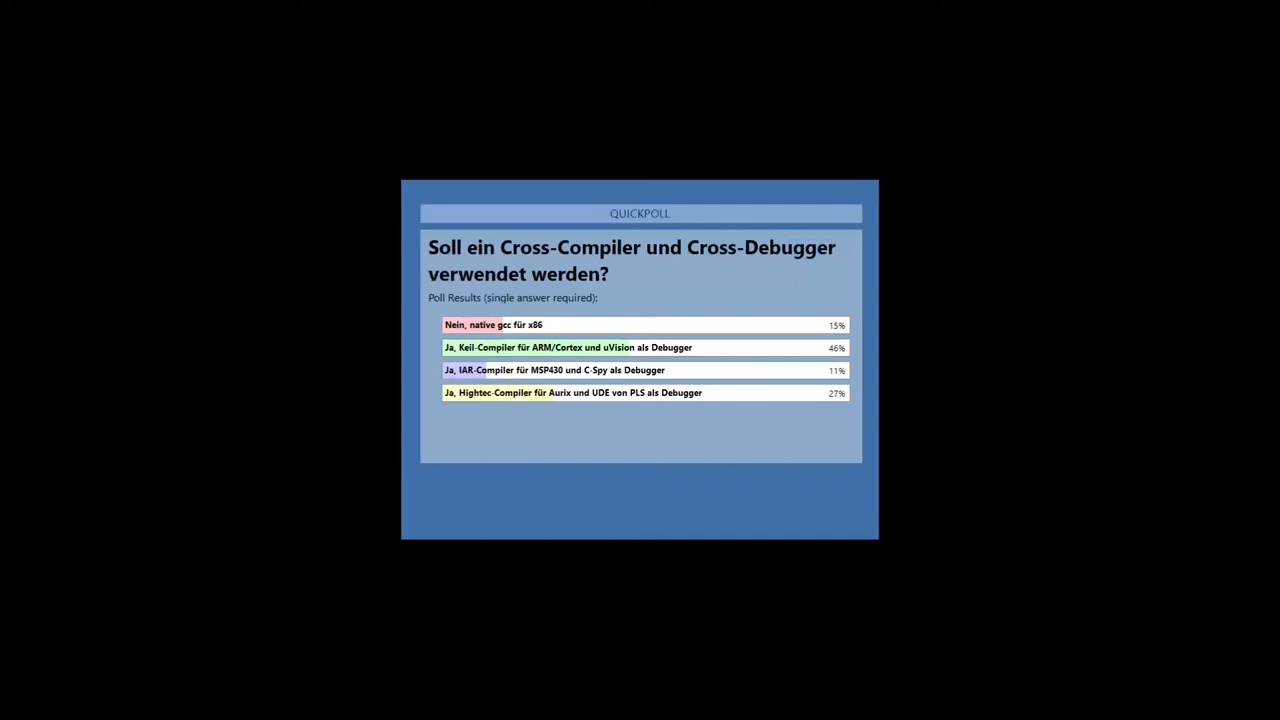 QUICKPOLL
Soll ein Cross-Compiler und Cross-Debugger
verwendet werden?
Poll Results (single answer required):
Nein, native gcc für x86 15%
Ja, Keil-Compiler für ARM/Cortex und uVision als Debugger 46%
Ja, IAR-Compiler für MSP430 und C-Spy als Debugger 11%
Ja, Hightec-Compiler für Aurix und UDE von PLS als Debugger 27%